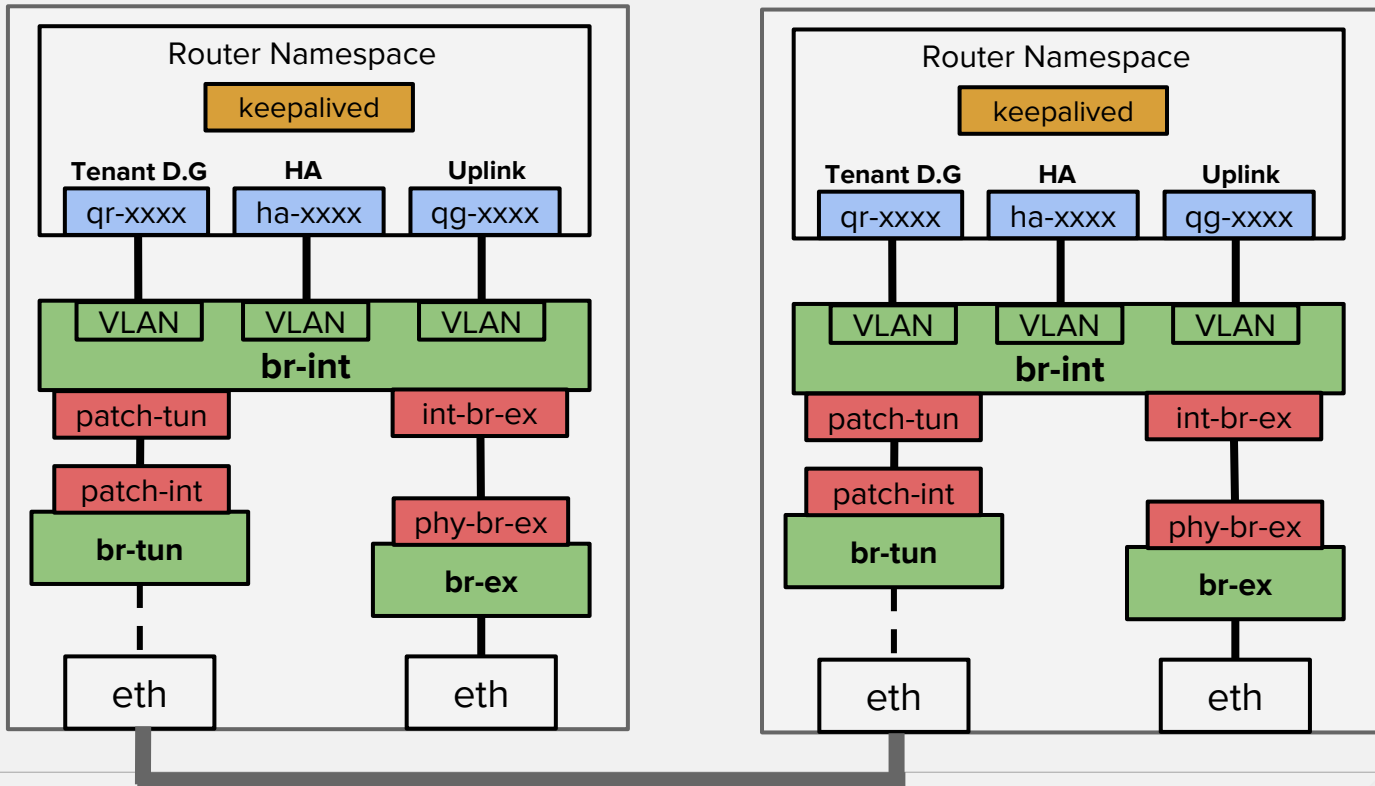 Router Namespace
keepalived
Tenant D.G HA Uplink
qr-xxxx ha-xxxx qg-xxxx
VLAN VLAN VLAN
br-int
patch-tun int-br-ex
patch-int
phy-br-ex
br-tun
br-ex
eth eth
Router Namespace
keepalived
Tenant D.G HA Uplink
qr-xxxx ha-xxxx qg-xxxx
VLAN VLAN VLAN
br-int
patch-tun int-br-ex
patch-int
phy-br-ex
br-tun
br-ex
eth eth